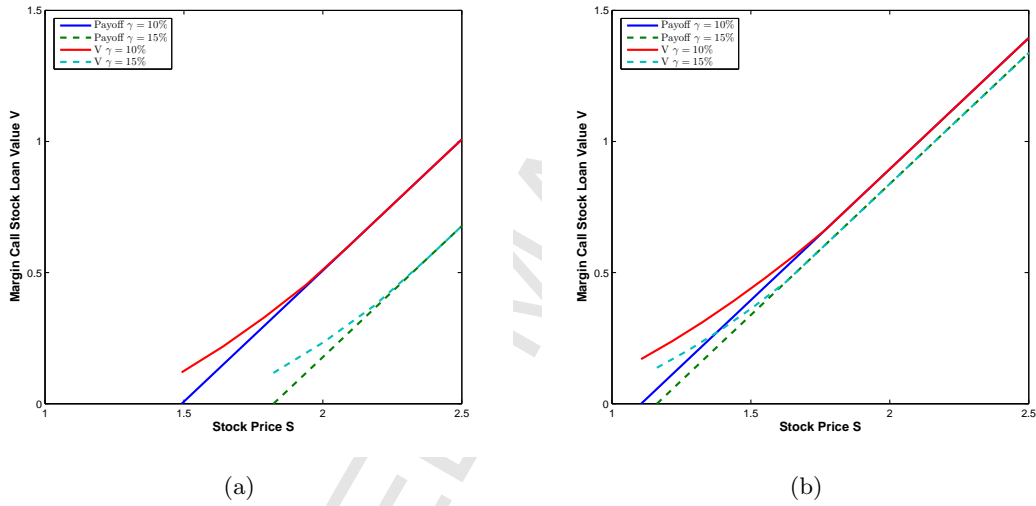 1.5
1
0.5
0
1
1.5
2
2.5
Margin Call Stock Loan Value V
Stock Price S
Payoff γ = 10%
Payoff γ = 15%
V γ = 10%
V γ = 15%
(a)
1.5
1
0.5
0
1
1.5
2
2.5
Margin Call Stock Loan Value V
Stock Price S
Payoff γ = 10%
Payoff γ = 15%
V γ = 10%
V γ = 15%
(b)